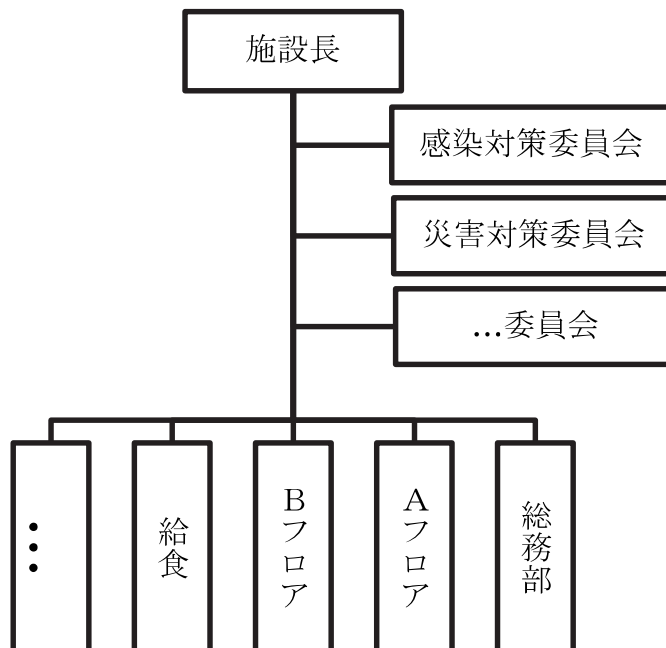 施設長
感染対策委員会
災害対策委員会
…委員会
…
給食
Bフロア
Aフロア
総務部